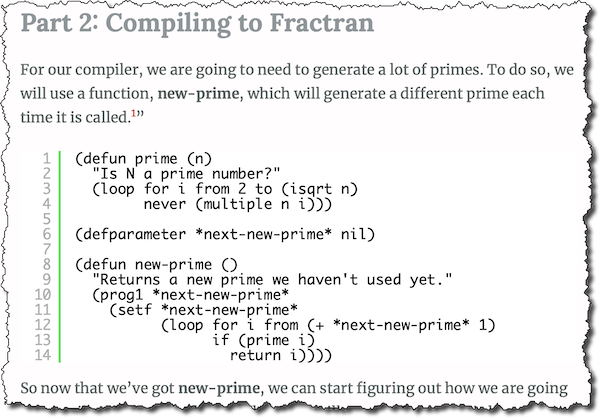 Part 2: Compiling to Fractran
For our compiler, we are going to need to generate a lot of primes. To do so, we
will use a function, new-prime, which will generate a different prime each
time it is called.1”
1 (defun prime (n)
2 "Is N a prime number?"
3 (loop for i from 2 to (isqrt n)
4 never (multiple n i)))
5
6 (defparameter *next-new-prime* nil)
7
8 (defun new-prime ()
9 "Returns a new prime we haven't used yet."
10 (prog1 *next-new-prime*
11 (setf *next-new-prime*
12 (loop for i from (+ *next-new-prime* 1)
13 if (prime i)
14 return i))))
So now that we’ve got new-prime, we can start figuring out how we are going